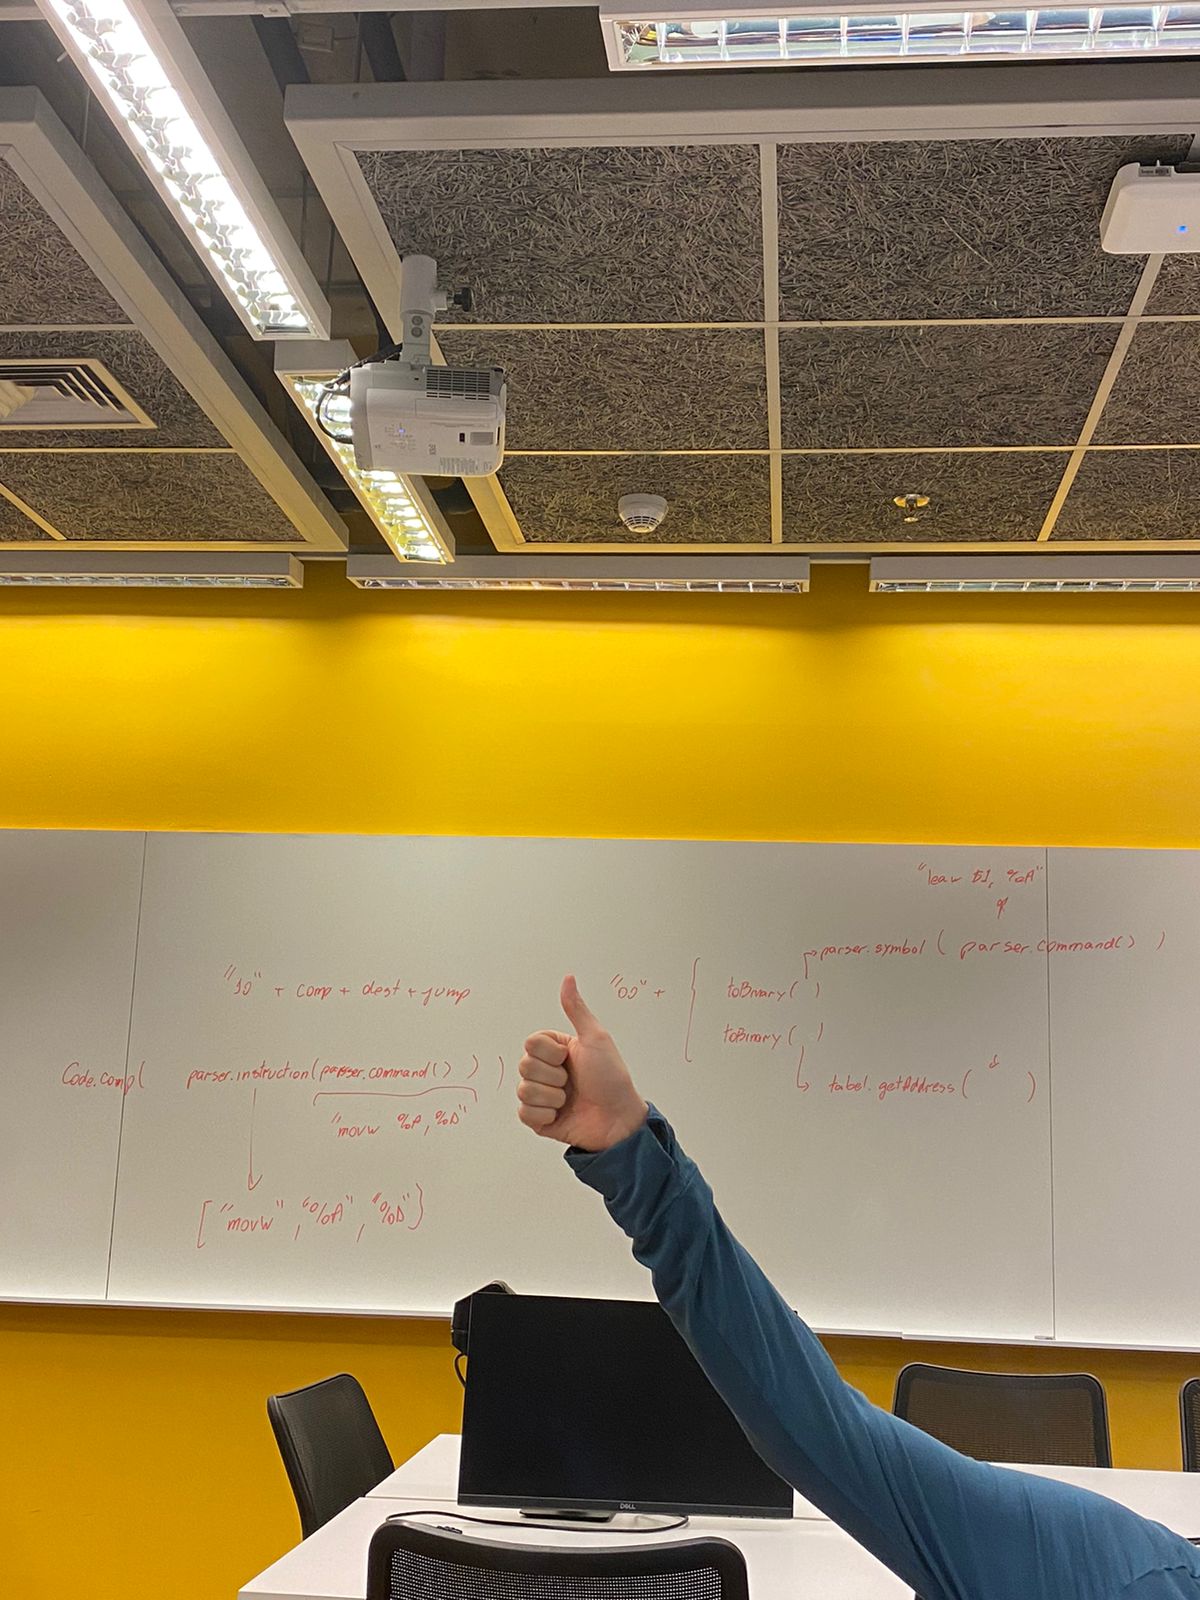 "leaw $1, %A"
parser.symbol ( parser.command() )
"10" + comp + dest + jump
"00" + { toBinary( )
toBinary( )
Code.comp( parser.instruction(parser.command() ) )
tabel.getAddress( )
"movw %A, %D"
["movw", "%A", "%D"]
DELL